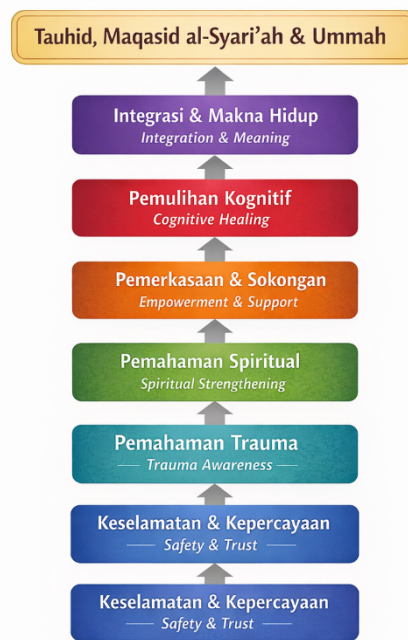 Tauhid, Maqasid al-Syari’ah & Ummah
Integrasi & Makna Hidup
Integration & Meaning
Pemulihan Kognitif
Cognitive Healing
Pemerkasaan & Sokongan
Empowerment & Support
Pemahaman Spiritual
Spiritual Strengthening
Pemahaman Trauma
Trauma Awareness
Keselamatan & Kepercayaan
Safety & Trust
Keselamatan & Kepercayaan
Safety & Trust